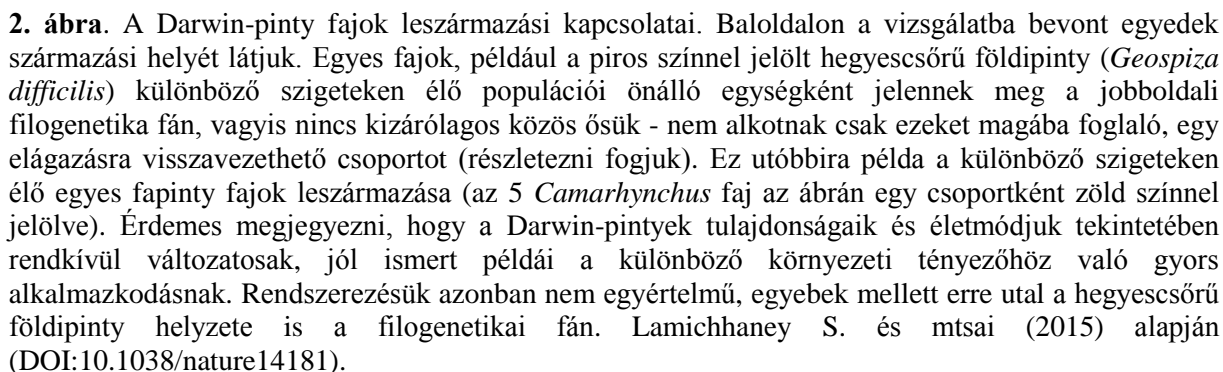 2. ábra. A Darwin-pinty fajok leszármazási kapcsolatai. Baloldalon a vizsgálatba bevont egyedek
származási helyét látjuk. Egyes fajok, például a piros színnel jelölt hegyescsőrű földipinty (Geospiza
difficilis) különböző szigeteken élő populációi önálló egységként jelennek meg a jobboldali
filogenetika fán, vagyis nincs kizárólagos közös ősük - nem alkotnak csak ezeket magába foglaló, egy
elágazásra visszavezethető csoportot (részletezni fogjuk). Ez utóbbira példa a különböző szigeteken
élő egyes fapinty fajok leszármazása (az 5 Camarhynchus faj az ábrán egy csoportként zöld színnel
jelölve). Érdemes megjegyezni, hogy a Darwin-pintyek tulajdonságaik és életmódjuk tekintetében
rendkívül változatosak, jól ismert példái a különböző környezeti tényezőhöz való gyors
alkalmazkodásnak. Rendszerezésük azonban nem egyértelmű, egyebek mellett erre utal a hegyescsőrű
földipinty helyzete is a filogenetikai fán. Lamichhaney S. és mtsai (2015) alapján
(DOI:10.1038/nature14181).